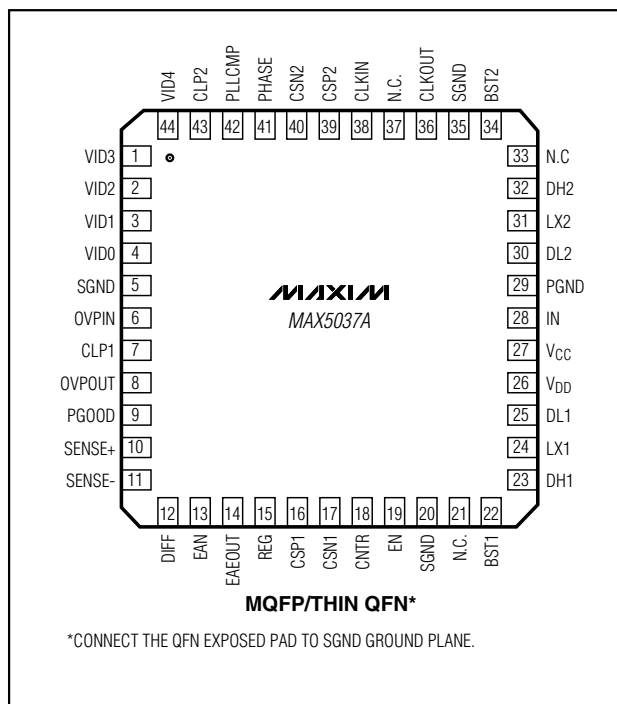 VID4
CLP2
PLLCMP
PHASE
CSN2
CSP2
CLKIN
N.C.
CLKOUT
SGND
BST2
44 43 42 41 40 39 38 37 36 35 34
VID3 1
VID2 2
VID1 3
VID0 4
SGND 5
OVPIN 6
CLP1 7
OVPOUT 8
PGOOD 9
SENSE+ 10
SENSE- 11
MAXIM
MAX5037A
33 N.C
32 DH2
31 LX2
30 DL2
29 PGND
28 IN
27 VCC
26 VDD
25 DL1
24 LX1
23 DH1
12 13 14 15 16 17 18 19 20 21 22
DIFF
EAN
EAEOUT
REG
CSP1
CSN1
CNTR
EN
SGND
N.C.
BST1
MQFP/THIN QFN*
*CONNECT THE QFN EXPOSED PAD TO SGND GROUND PLANE.